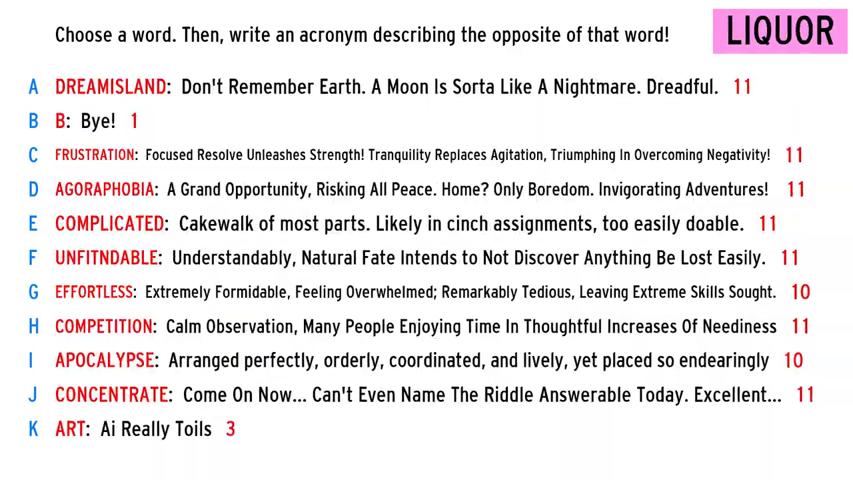 Choose a word. Then, write an acronym describing the opposite of that word!
LIQUOR
A DREAMISLAND: Don't Remember Earth. A Moon Is Sorta Like A Nightmare. Dreadful. 11
B B: Bye! 1
C FRUSTRATION: Focused Resolve Unleashes Strength! Tranquility Replaces Agitation, Triumphing In Overcoming Negativity! 11
D AGORAPHOBIA: A Grand Opportunity, Risking All Peace. Home? Only Boredom. Invigorating Adventures! 11
E COMPLICATED: Cakewalk of most parts. Likely in cinch assignments, too easily doable. 11
F UNFITNDABLE: Understandably, Natural Fate Intends to Not Discover Anything Be Lost Easily. 11
G EFFORTLESS: Extremely Formidable, Feeling Overwhelmed; Remarkably Tedious, Leaving Extreme Skills Sought. 10
H COMPETITION: Calm Observation, Many People Enjoying Time In Thoughtful Increases Of Neediness 11
I APOCALYPSE: Arranged perfectly, orderly, coordinated, and lively, yet placed so endearingly 10
J CONCENTRATE: Come On Now... Can't Even Name The Riddle Answerable Today. Excellent... 11
K ART: Ai Really Toils 3